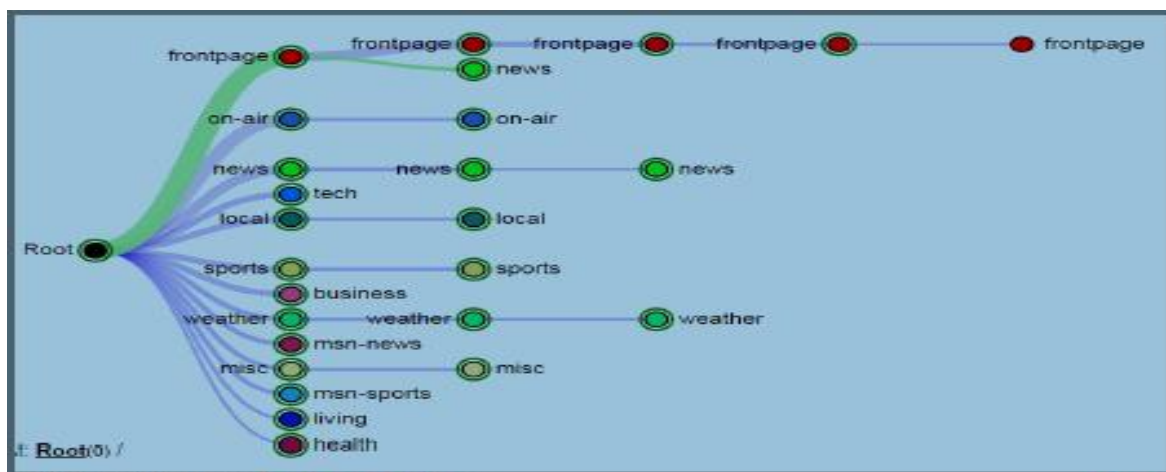 frontpage frontpage frontpage frontpage frontpage
news
on-air on-air
news news news
tech
local local
Root
sports sports
business
weather weather weather
msn-news
misc misc
msn-sports
living
Root(0) /
health